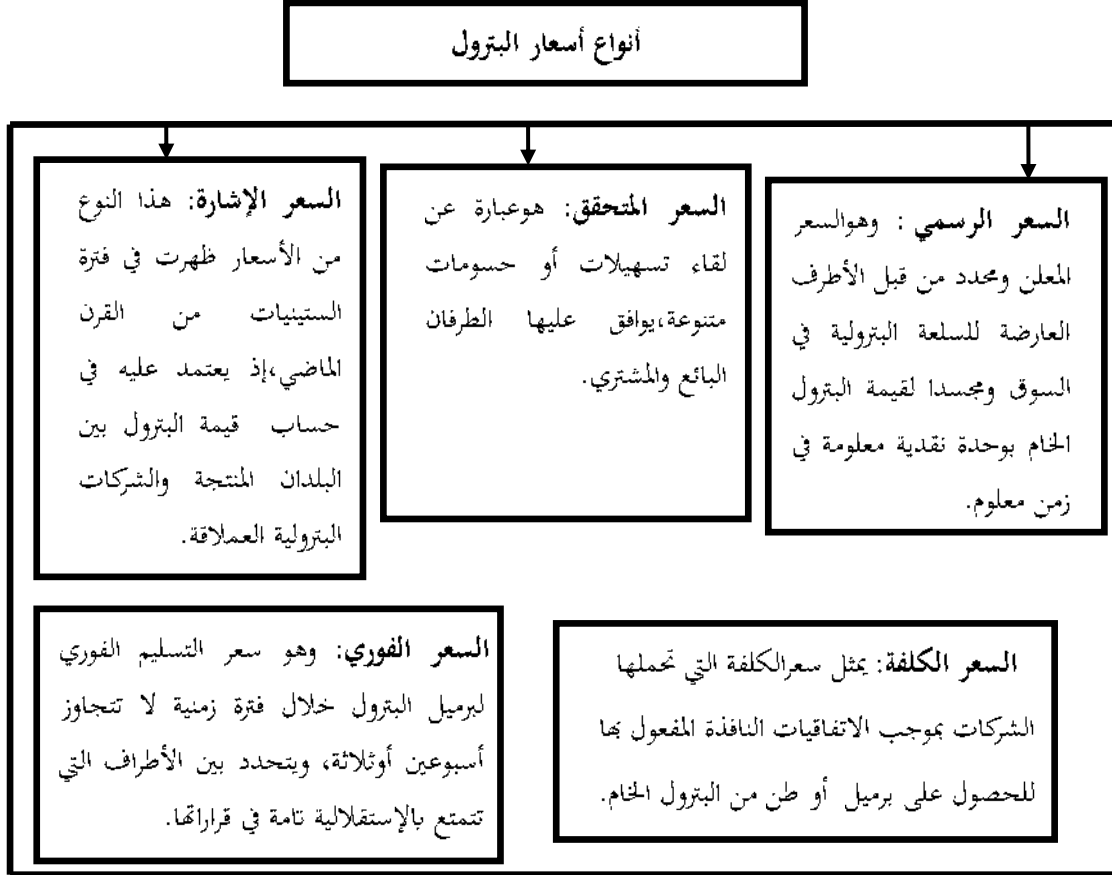 أنواع أسعار البترول
السعر الرسمي : وهوالسعر
المعلن ومحدد من قبل الأطرف
العارضة للسلعة البترولية في
السوق ومجسدا لقيمة البترول
الخام بوحدة نقدية معلومة في
زمن معلوم.
السعر المتحقق: هوعبارة عن
لقاء تسهيلات أو حسومات
متنوعة،يوافق عليها الطرفان
البائع والمشتري.
السعر الإشارة: هذا النوع
من الأسعار ظهرت في فترة
الستينيات من القرن
الماضي،إذ يعتمد عليه في
حساب قيمة البترول بين
البلدان المنتجة والشركات
البترولية العملاقة.
السعر الكلفة: يمثل سعرالكلفة التي تحملها
الشركات بموجب الاتفاقيات النافذة المفعول بها
للحصول على برميل أو طن من البترول الخام.
السعر الفوري: وهو سعر التسليم الفوري
لبرميل البترول خلال فترة زمنية لا تتجاوز
أسبوعين أوثلاثة، ويتحدد بين الأطراف التي
تتمتع بالإستقلالية تامة في قراراتها.